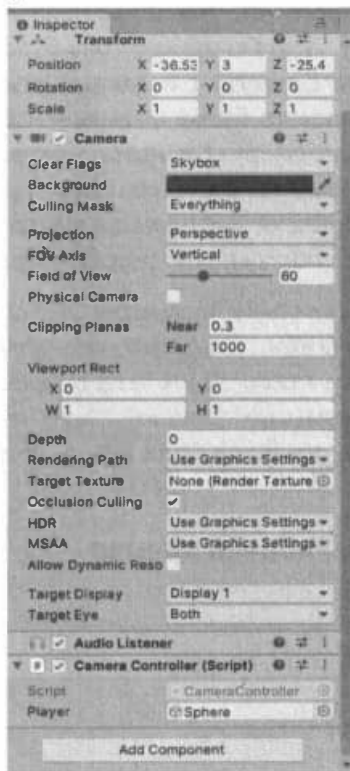 Inspector
Transform
Position X -36.53 Y 3 Z -25.4
Rotation X 0 Y 0 Z 0
Scale X 1 Y 1 Z 1
Camera
Clear Flags Skybox
Background
Culling Mask Everything
Projection Perspective
FOV Axis Vertical
Field of View 60
Physical Camera
Clipping Planes Near 0.3
Far 1000
Viewport Rect
X 0 Y 0
W 1 H 1
Depth 0
Rendering Path Use Graphics Settings
Target Texture None (Render Texture
Occlusion Culling
HDR Use Graphics Settings
MSAA Use Graphics Settings
Allow Dynamic Reso
Target Display Display 1
Target Eye Both
Audio Listener
Camera Controller (Script)
Script CameraController
Player Sphere
Add Component